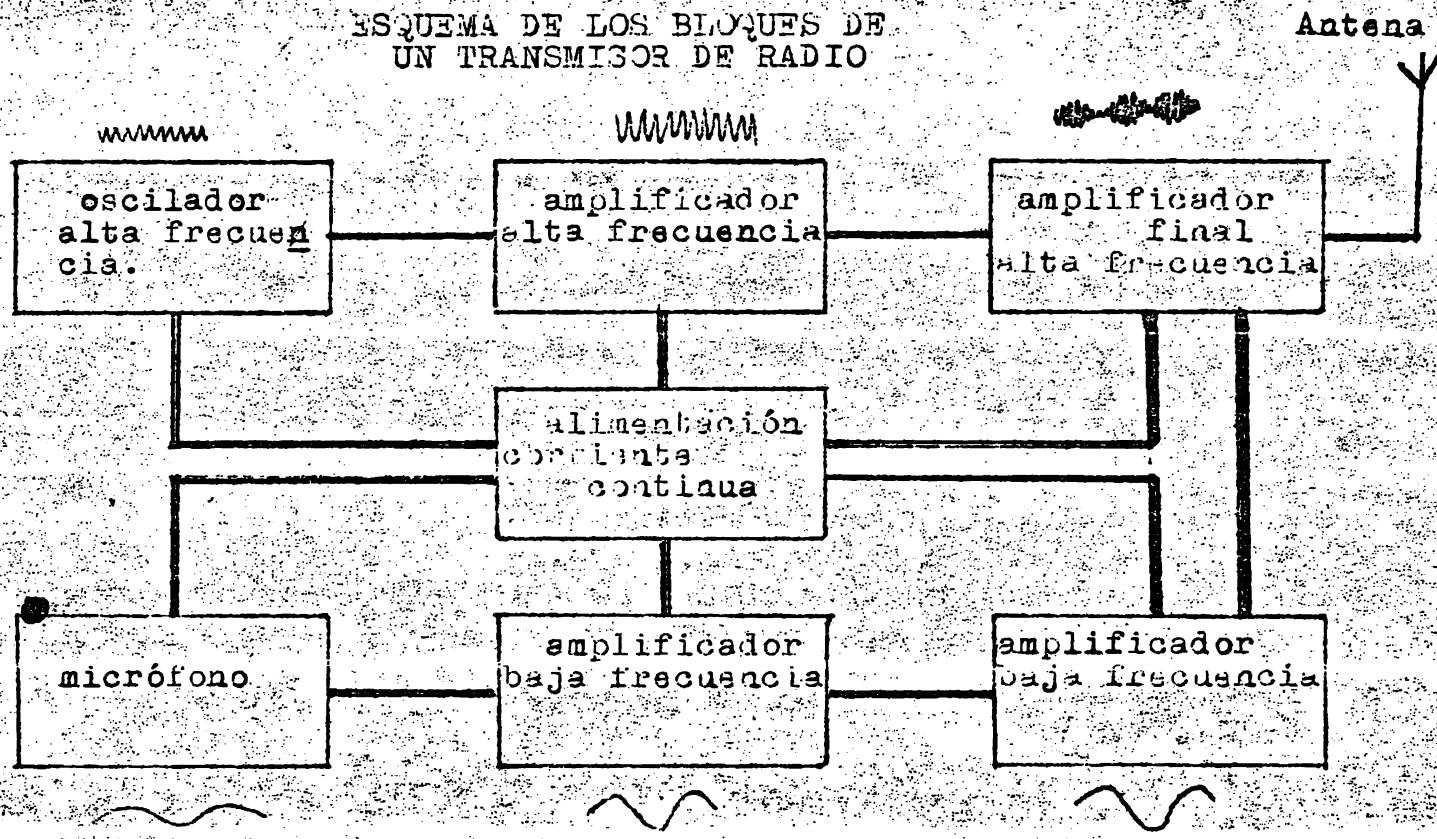 ESQUEMA DE LOS BLOQUES DE
UN TRANSMISOR DE RADIO
Antena
oscilador
alta frecuen
cia.
amplificador
alta frecuencia
amplificador
final
alta frecuencia
alimentación
corriente
continua
micrófono
amplificador
baja frecuencia
amplificador
baja frecuencia